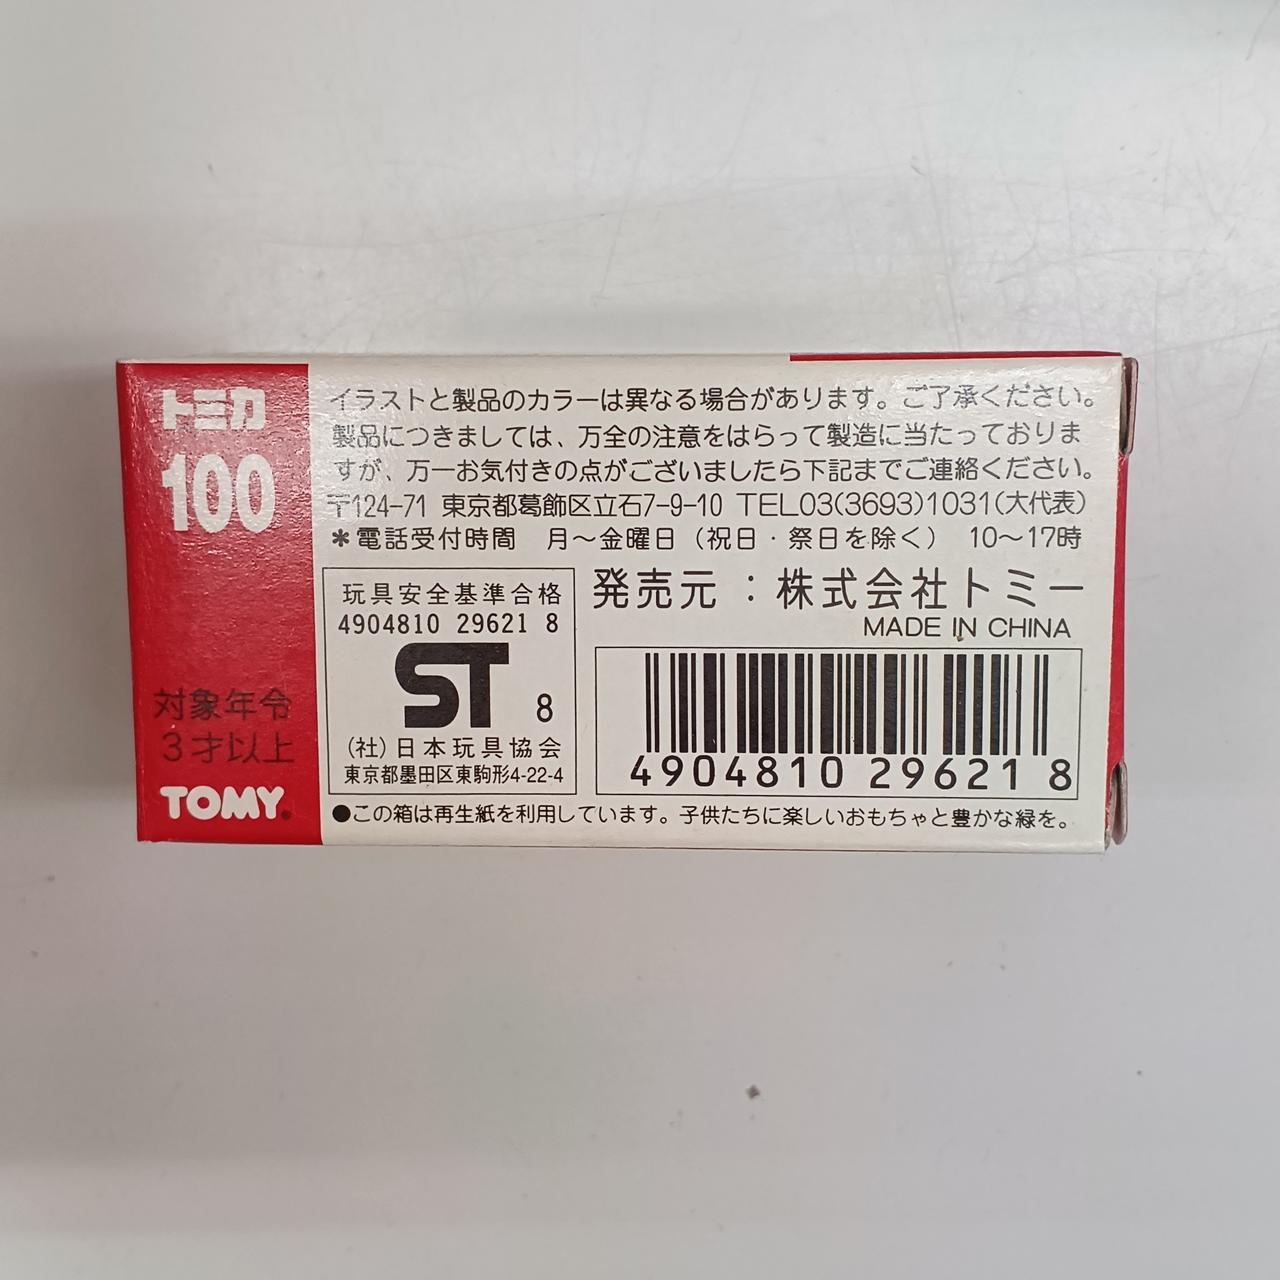 トミカ
100
対象年令
3才以上
TOMY.
イラストと製品のカラーは異なる場合があります。ご了承ください。
製品につきましては、万全の注意をはらって製造に当たっておりま
すが、万一お気付きの点がございましたら下記までご連絡ください。
〒124-71 東京都葛飾区立石7-9-10 TEL03(3693)1031(大代表)
*電話受付時間 月〜金曜日(祝日・祭日を除く) 10〜17時
玩具安全基準合格
4904810 29621 8
ST 8
(社)日本玩具協会
東京都墨田区東駒形4-22-4
発売元:株式会社トミー
MADE IN CHINA
4904810 296218
●この箱は再生紙を利用しています。子供たちに楽しいおもちゃと豊かな緑を。